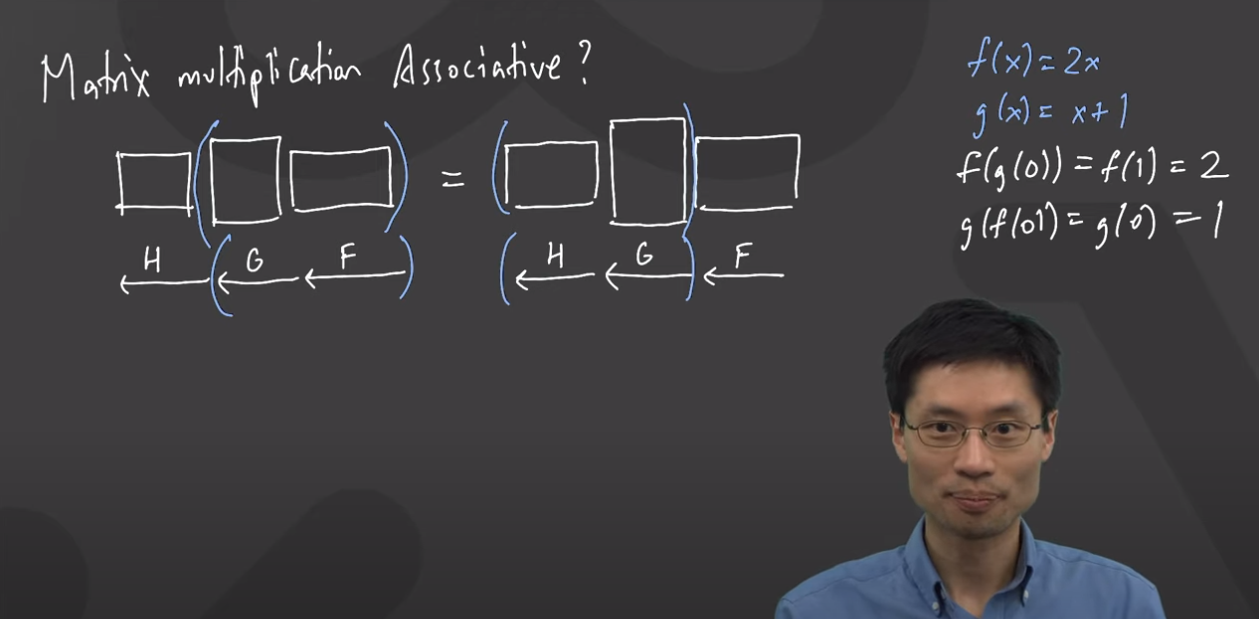 Matrix multiplication Associative?
( ) = ( )
H (G F) (H G) F
f(x) = 2x
g(x) = x+1
f(g(0)) = f(1) = 2
g(f(0)) = g(0) = 1